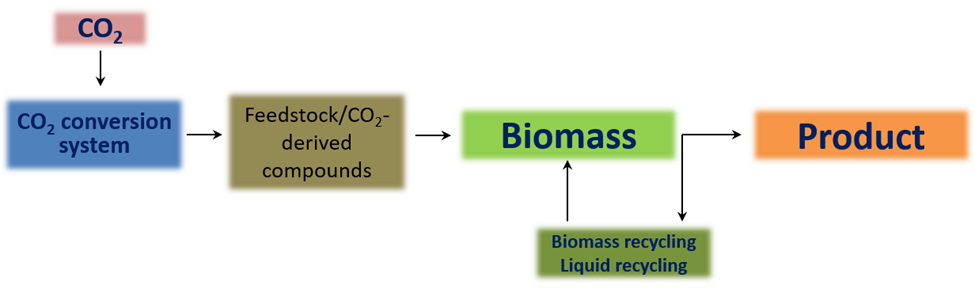 CO₂
CO₂ conversion
system
Feedstock/CO₂-
derived
compounds
Biomass
Product
Biomass recycling
Liquid recycling